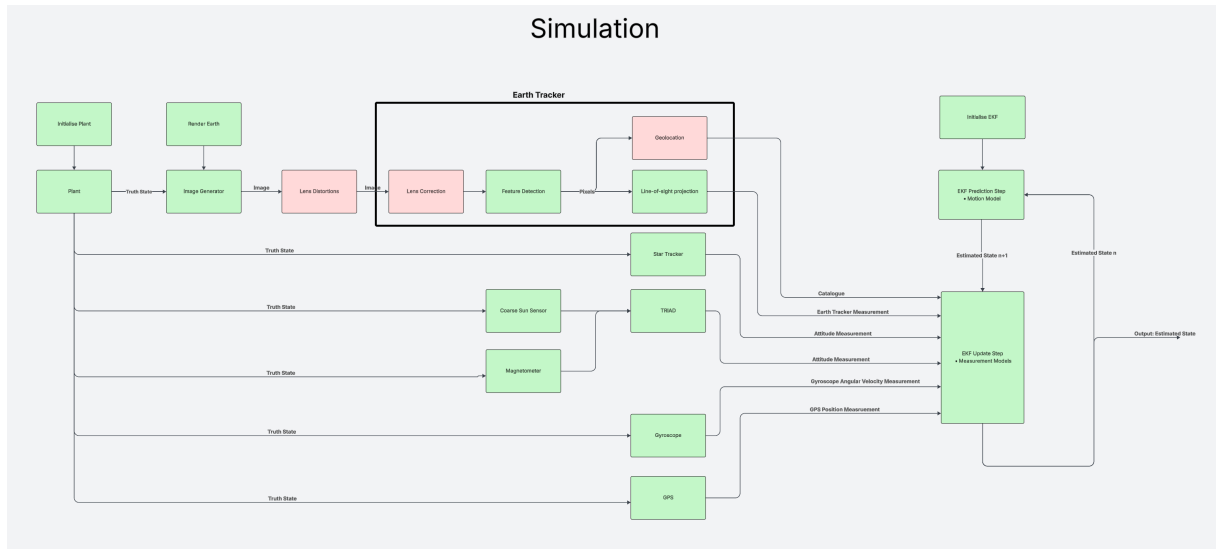 Simulation
Earth Tracker
Initialise Plant
Render Earth
Geolocation
Initialise EKF
Plant
Truth State
Image Generator
Image
Lens Distortions
Image
Lens Correction
Feature Detection
Pixels
Line-of-sight projection
EKF Prediction Step
• Motion Model
Truth State
Star Tracker
Estimated State n+1
Estimated State n
Truth State
Coarse Sun Sensor
TRIAD
Catalogue
Earth Tracker Measurement
Attitude Measurement
Output: Estimated State
EKF Update Step
• Measurement Models
Attitude Measurement
Truth State
Magnetometer
Gyroscope Angular Velocity Measurement
GPS Position Measruement
Truth State
Gyroscope
Truth State
GPS